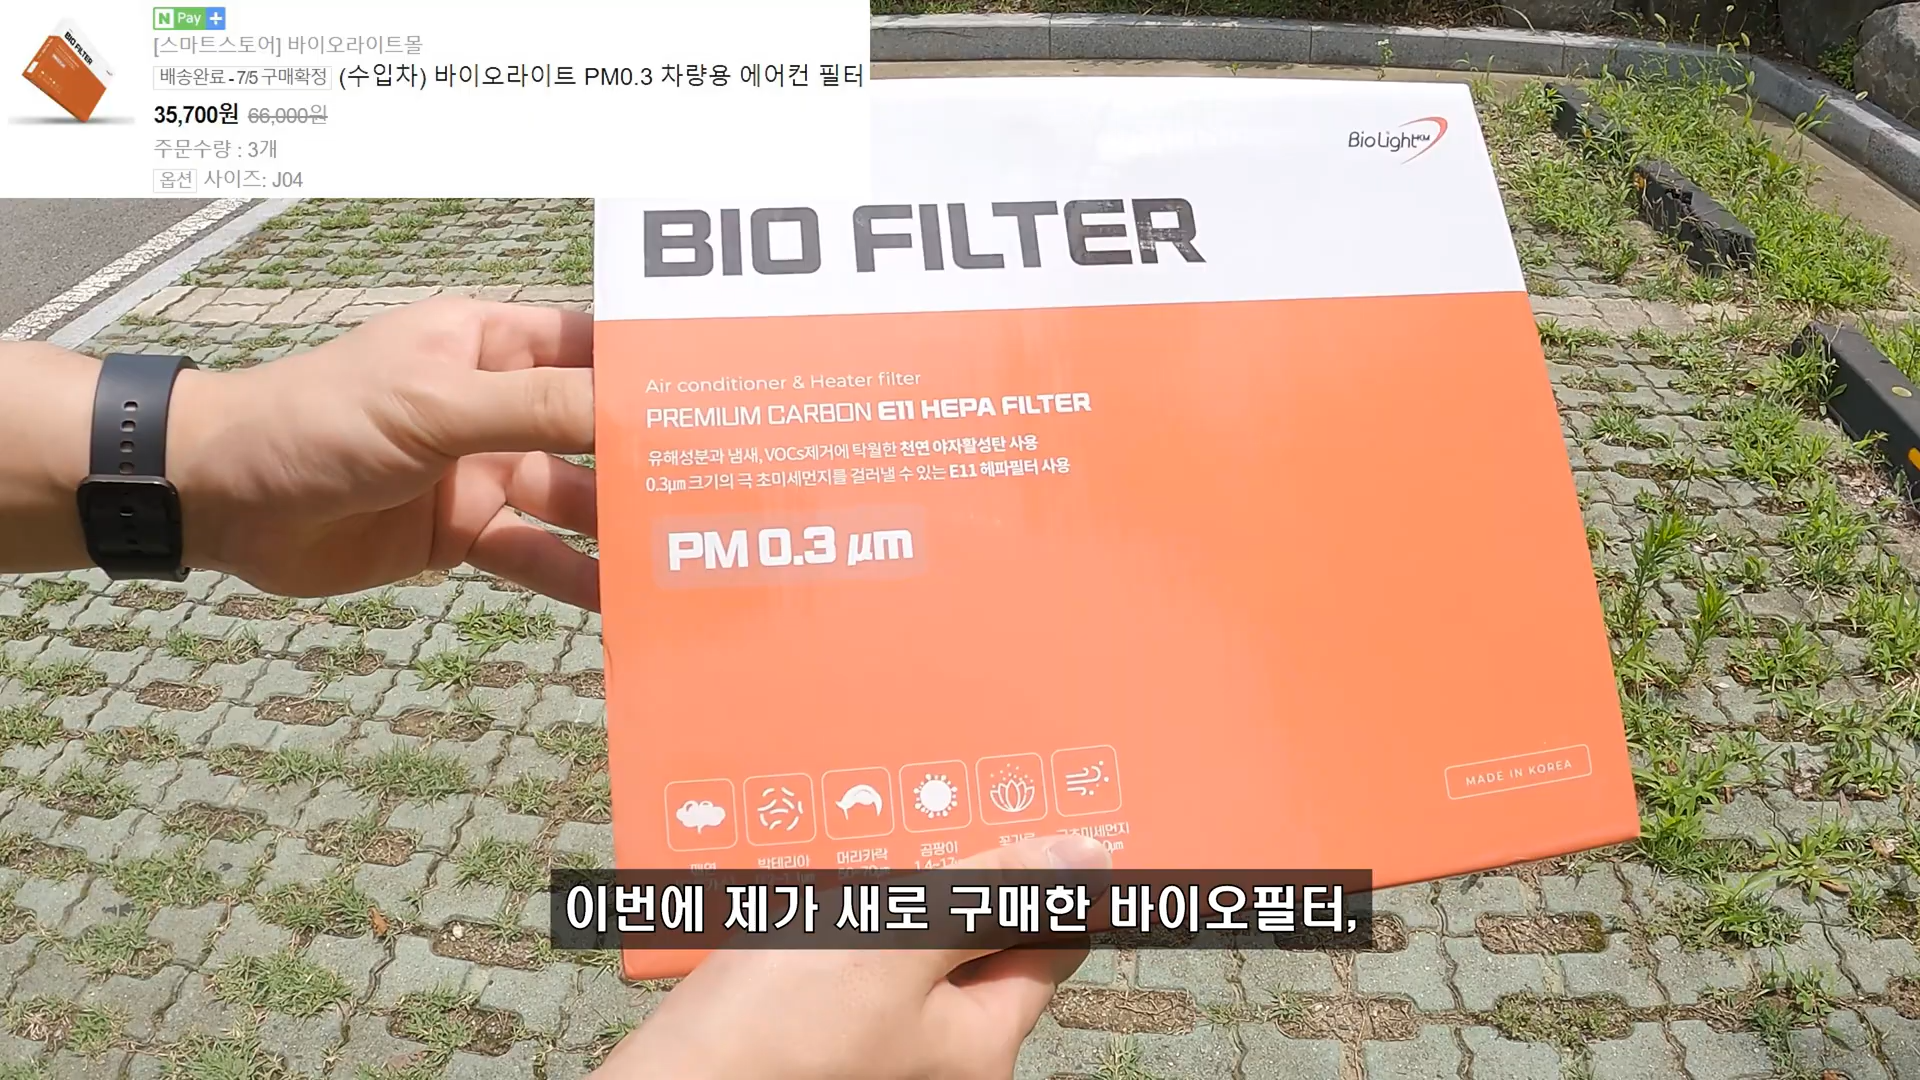 N Pay +
[스마트스토어] 바이오라이트몰
배송완료 - 7/5 구매확정 (수입차) 바이오라이트 PM0.3 차량용 에어컨 필터
35,700원 66,000원
주문수량 : 3개
옵션 사이즈: J04
BIO FILTER
BioLight HKM
BIO FILTER
Air conditioner & Heater filter
PREMIUM CARBON E11 HEPA FILTER
유해성분과 냄새, VOCs제거에 탁월한 천연 야자활성탄 사용
0.3μm 크기의 극 초미세먼지를 걸러낼 수 있는 E11 헤파필터 사용
PM 0.3 μm
MADE IN KOREA
매연 박테리아 머리카락 곰팡이
이번에 제가 새로 구매한 바이오필터,